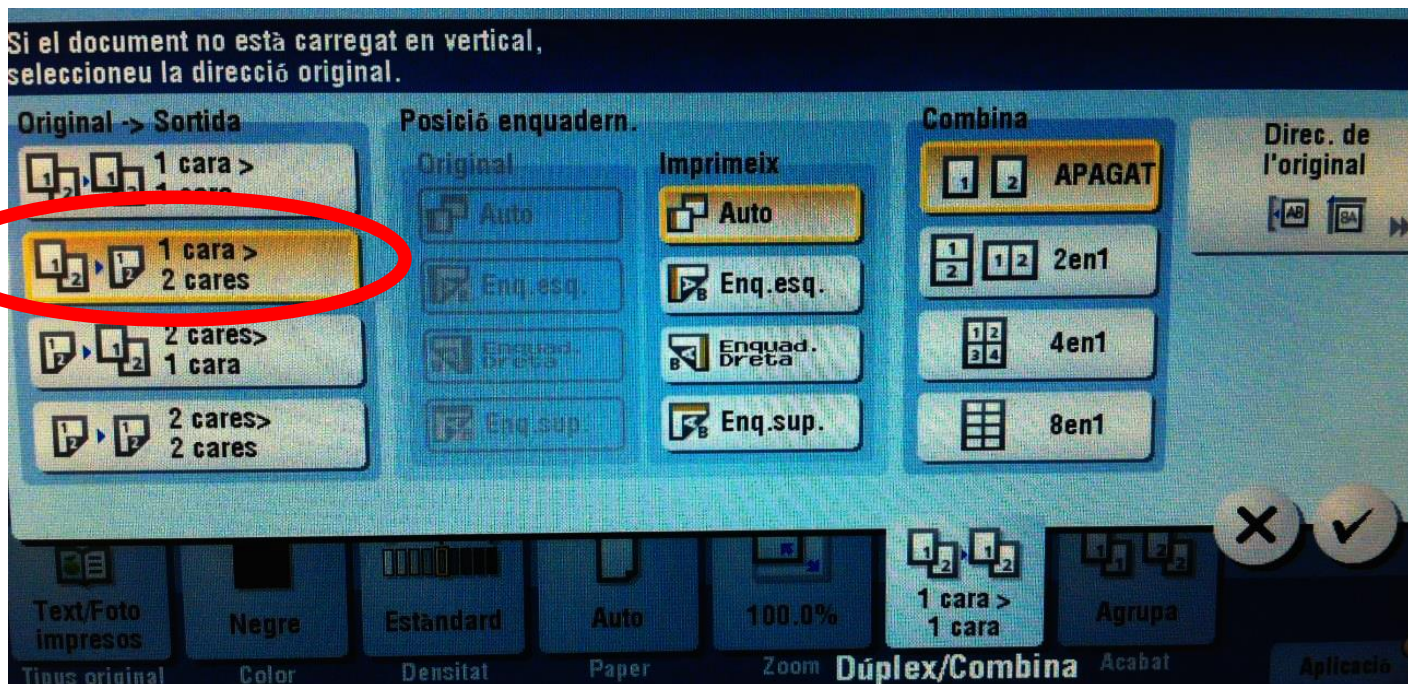 Si el document no està carregat en vertical,
seleccioneu la direcció original.
Original -> Sortida
1 cara >
1 cara
1 cara >
2 cares
2 cares>
1 cara
2 cares>
2 cares
Posició enquadern.
Original
Auto
Enq.esq.
Enquad.
Dreta
Enq.sup.
Imprimeix
Auto
Enq.esq.
Enquad.
Dreta
Enq.sup.
Combina
APAGAT
2en1
4en1
8en1
Direc. de
l'original
Text/Foto
impresos
Tipus original
Negre
Color
Estàndard
Densitat
Auto
Paper
100.0%
Zoom
1 cara >
1 cara
Dúplex/Combina
Agrupa
Acabat
Aplicació